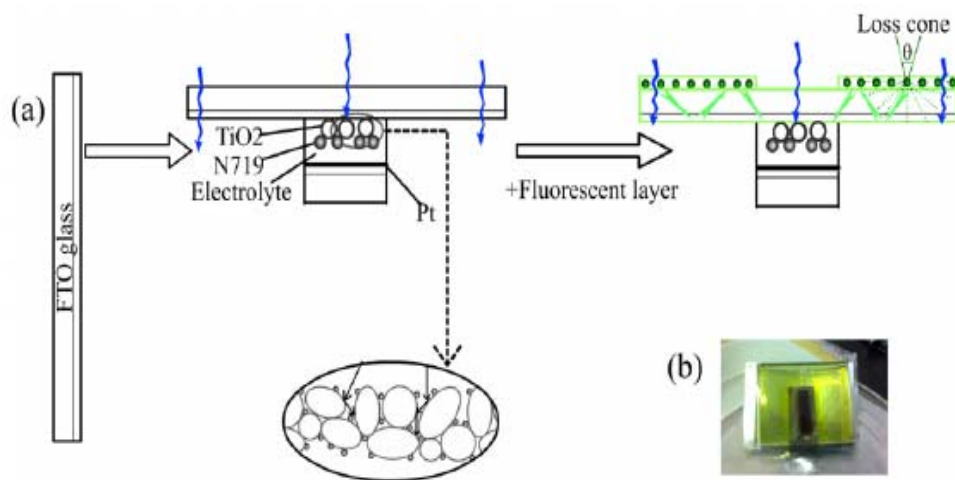 Loss cone
θ
(a)
TiO2
N719
Electrolyte
Pt
+Fluorescent layer
FTO glass
(b)